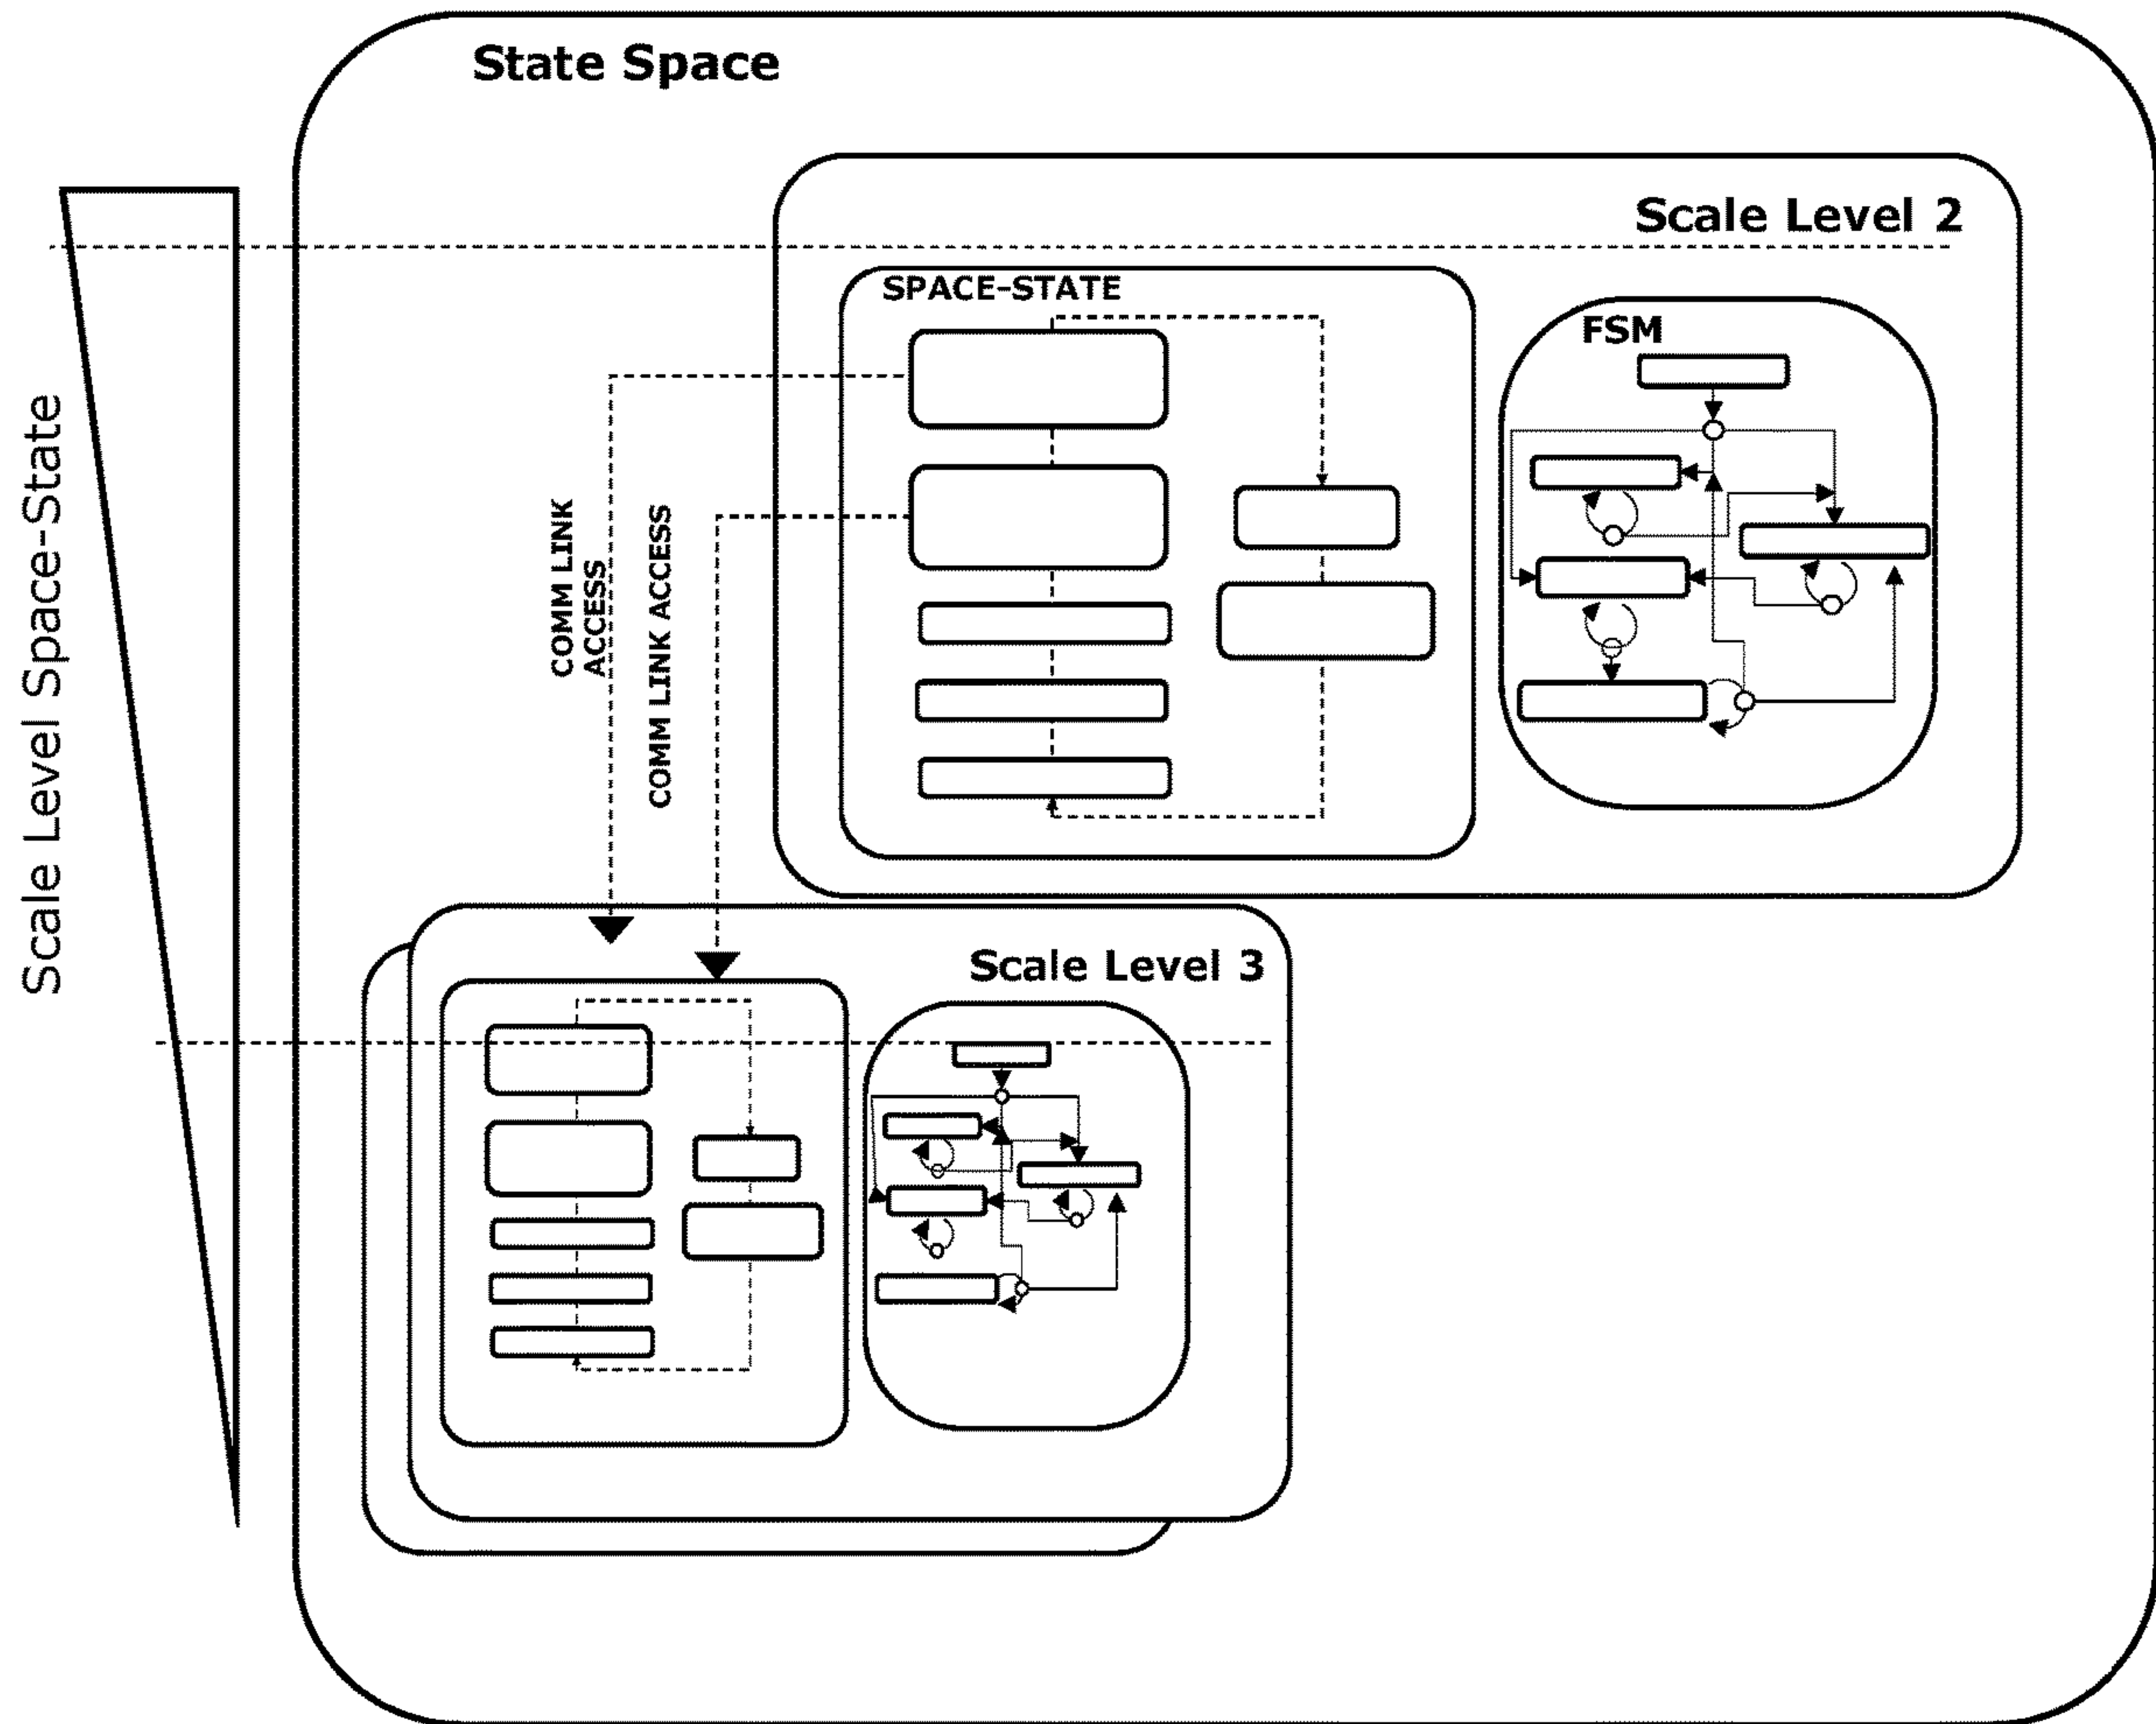 State Space
Scale Level 2
SPACE-STATE
FSM
Scale Level Space-State
COMM LINK
ACCESS
COMM LINK ACCESS
Scale Level 3